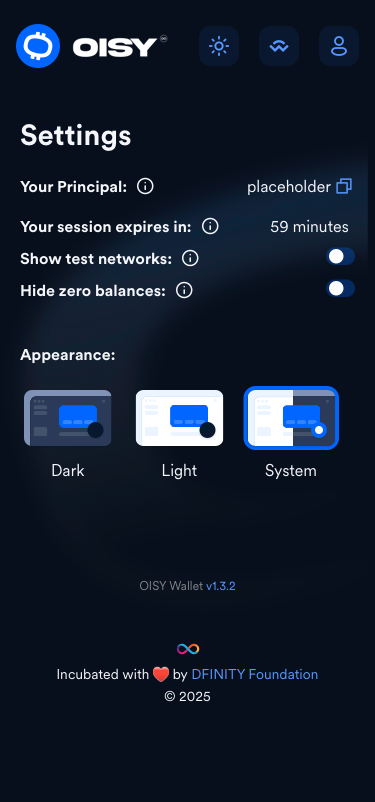 OISY
Settings
Your Principal: placeholder
Your session expires in: 59 minutes
Show test networks:
Hide zero balances:
Appearance:
Dark Light System
OISY Wallet v1.3.2
Incubated with ❤️ by DFINITY Foundation
© 2025